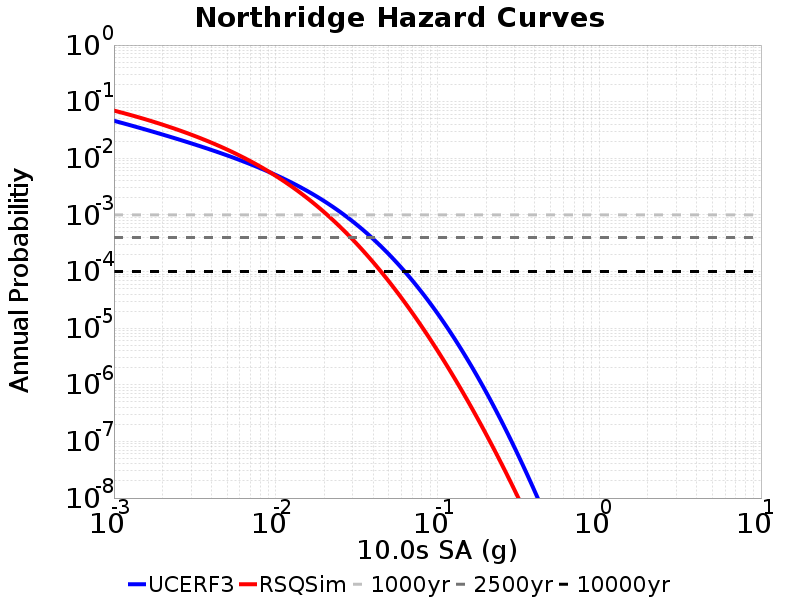 Northridge Hazard Curves
10^0
10^-1
10^-2
10^-3
10^-4
10^-5
10^-6
10^-7
10^-8
Annual Probabilitiy
10^-3 10^-2 10^-1 10^0 10^1
10.0s SA (g)
UCERF3 RSQSim 1000yr 2500yr 10000yr